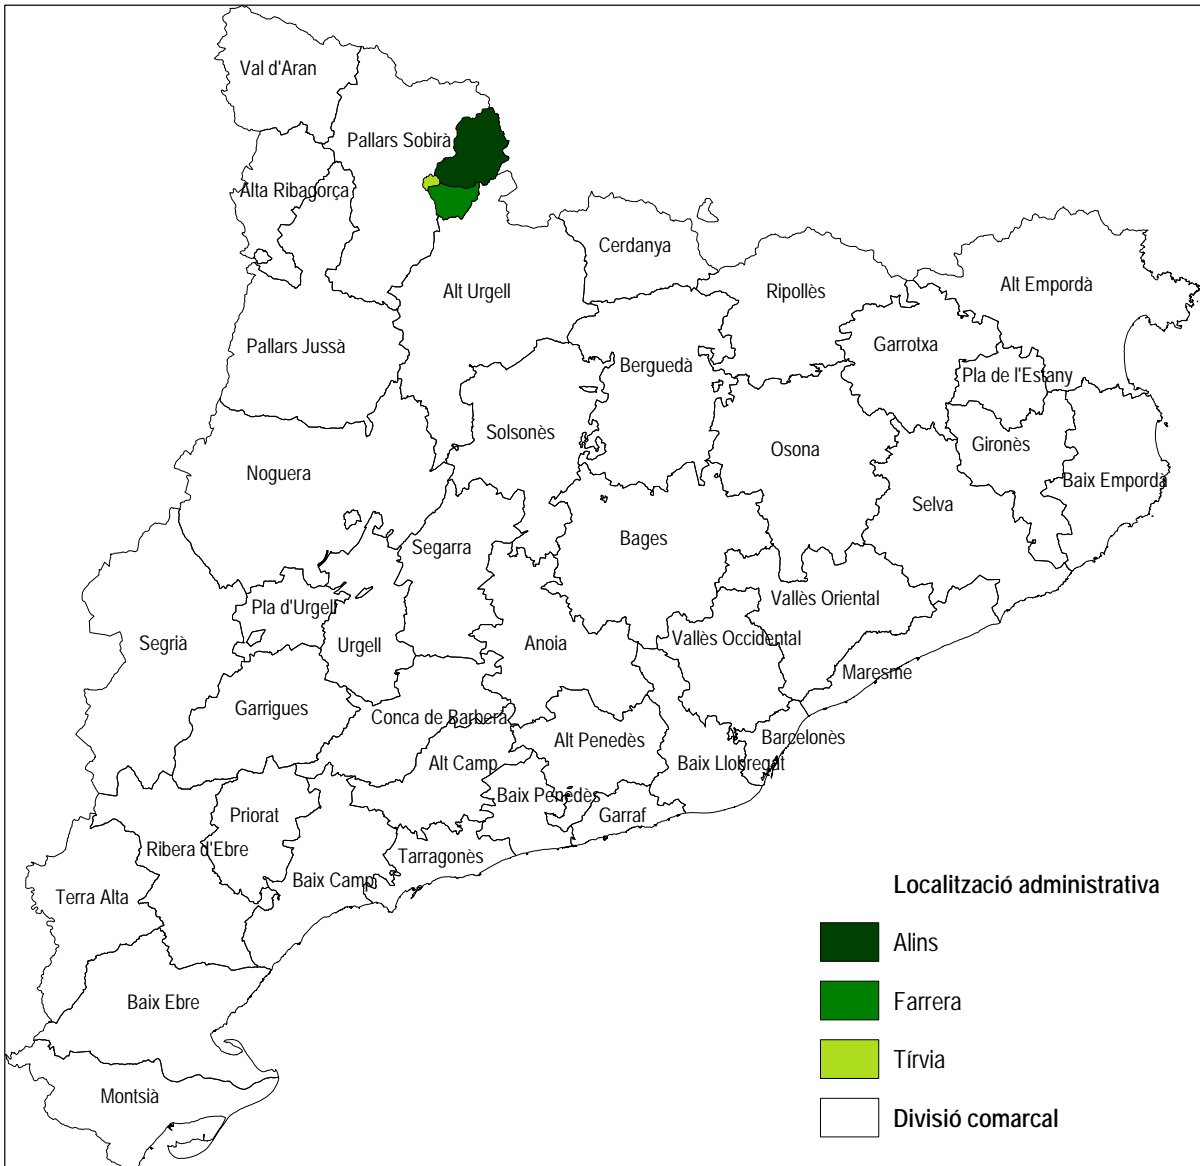 Val d'Aran
Pallars Sobirà
Alta Ribagorça
Cerdanya
Alt Urgell
Ripollès
Alt Empordà
Pallars Jussà
Garrotxa
Berguedà
Pla de l'Estany
Solsonès
Osona
Gironès
Noguera
Baix Empordà
Selva
Bages
Segarra
Pla d'Urgell
Vallès Oriental
Segrià
Urgell
Anoia
Vallès Occidental
Maresme
Garrigues
Conca de Barberà
Alt Penedès
Barcelonès
Alt Camp
Baix Llobregat
Baix Penedès
Priorat
Garraf
Ribera d'Ebre
Tarragonès
Baix Camp
Terra Alta
Baix Ebre
Montsià
Localització administrativa
Alins
Farrera
Tírvia
Divisió comarcal